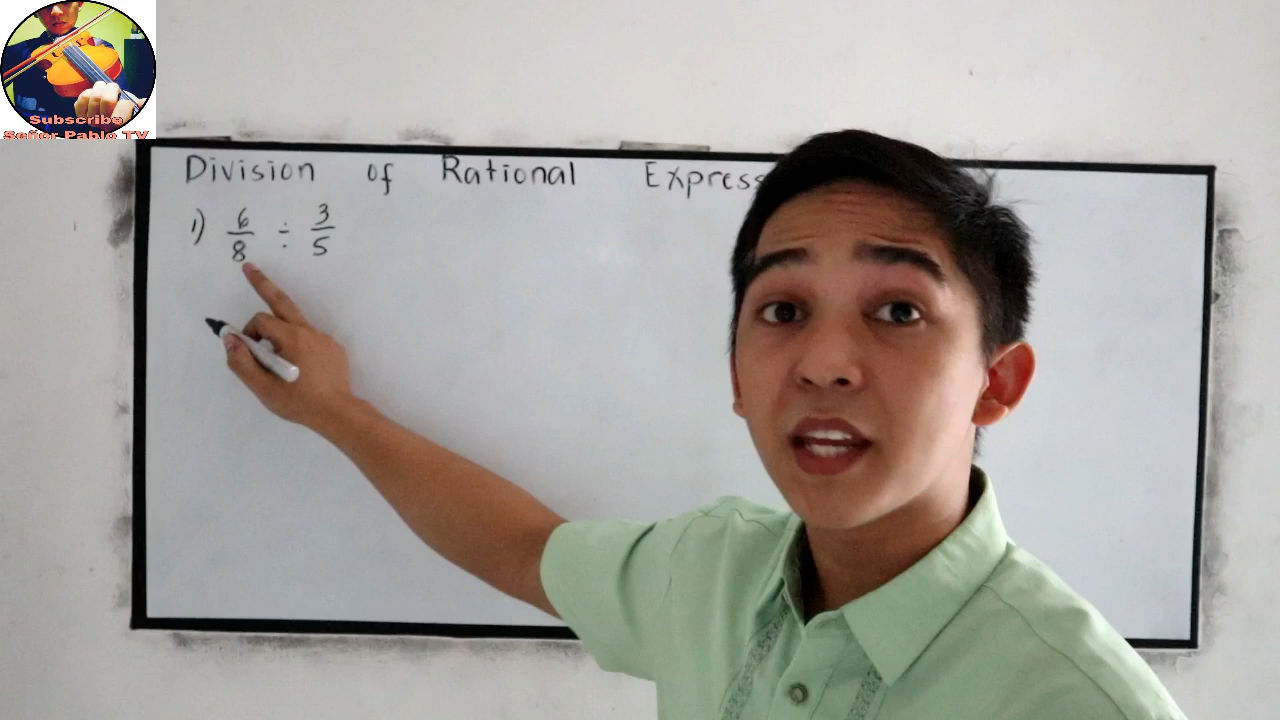 Subscribe
Señor Pablo TV
Division of Rational Express
1) 6/8 ÷ 3/5